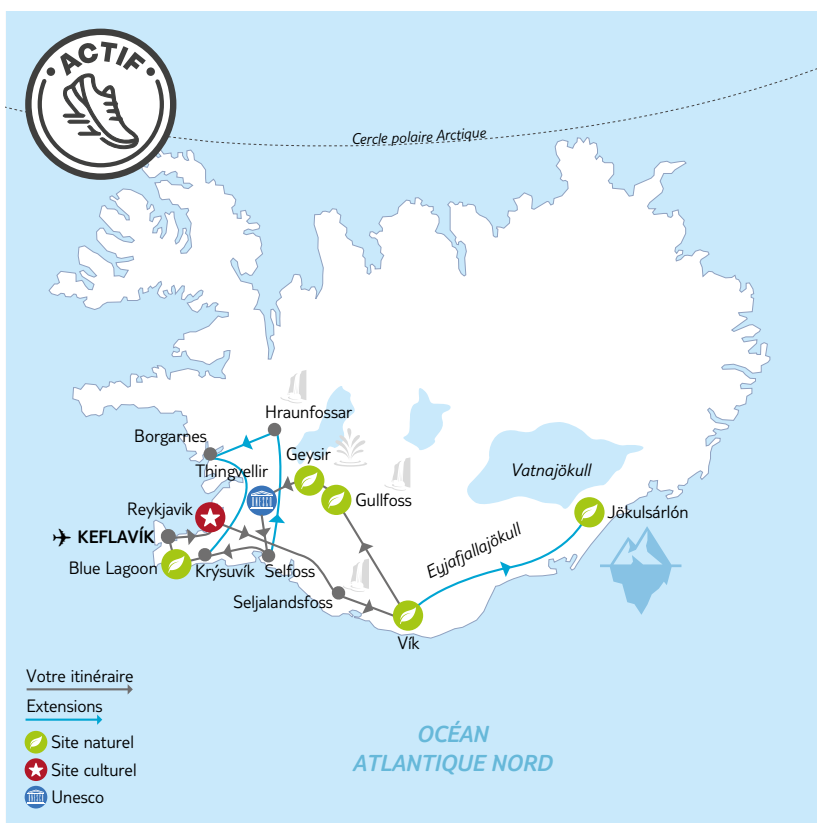 • ACTIF •
Cercle polaire Arctique
Hraunfossar
Borgarnes
Geysir
Thingvellir
Vatnajökull
Gullfoss
Reykjavik
UNESCO
Jökulsárlón
KEFLAVÍK
Eyjafjallajökull
Blue Lagoon
Krýsuvík
Selfoss
Seljalandsfoss
Vík
Votre itinéraire
Extensions
Site naturel
Site culturel
Unesco
OCÉAN
ATLANTIQUE NORD